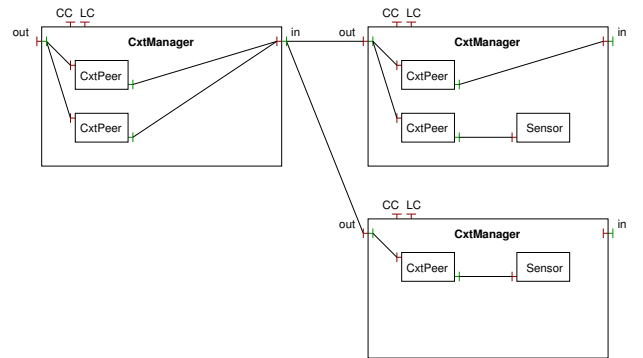 CC LC
out
CxtManager
in
CxtPeer
CxtPeer
CC LC
out
CxtManager
in
CxtPeer
CxtPeer
Sensor
CC LC
out
CxtManager
in
CxtPeer
Sensor